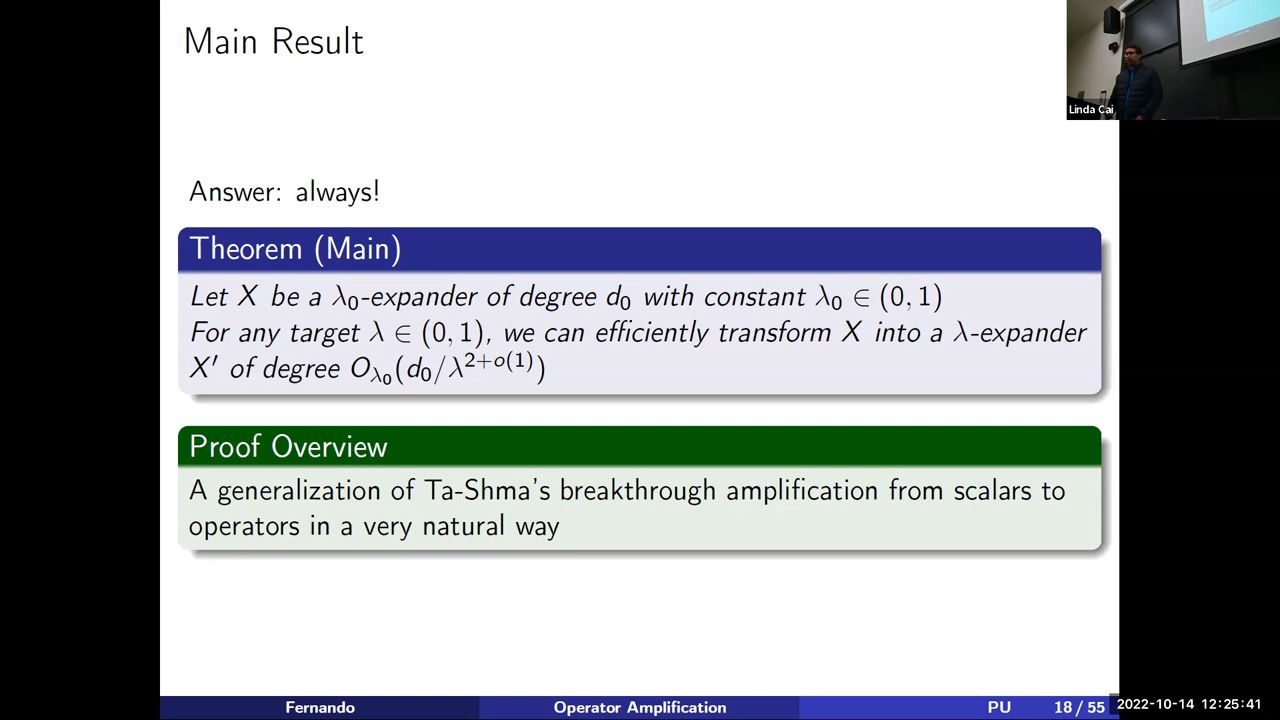 Main Result
Linda Cai
Answer: always!
Theorem (Main)
Let X be a λ₀-expander of degree d₀ with constant λ₀ ∈ (0, 1)
For any target λ ∈ (0, 1), we can efficiently transform X into a λ-expander
X′ of degree O_{λ₀}(d₀/λ^{2+o(1)})
Proof Overview
A generalization of Ta-Shma's breakthrough amplification from scalars to
operators in a very natural way
Fernando
Operator Amplification
PU
18 / 55
2022-10-14 12:25:41